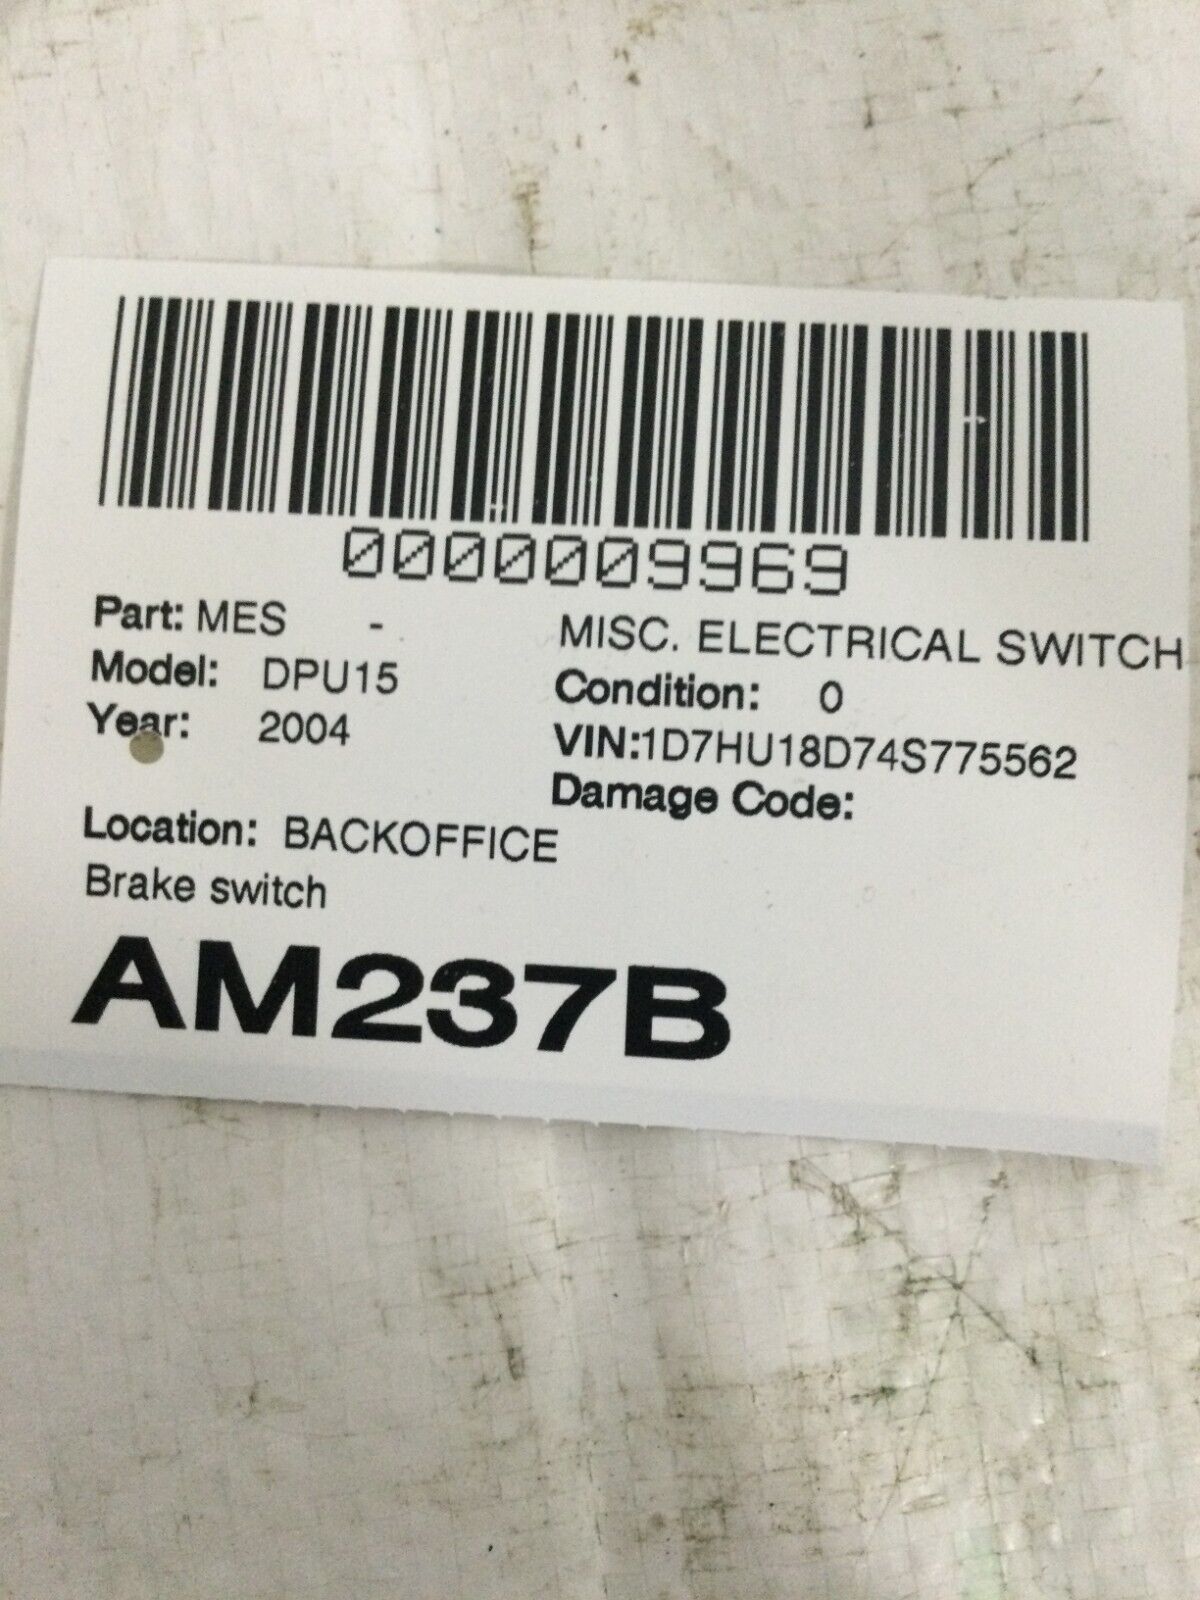 0000009969
Part: MES - MISC. ELECTRICAL SWITCH
Model: DPU15 Condition: 0
Year: 2004 VIN:1D7HU18D74S775562
Damage Code:
Location: BACKOFFICE
Brake switch
AM237B